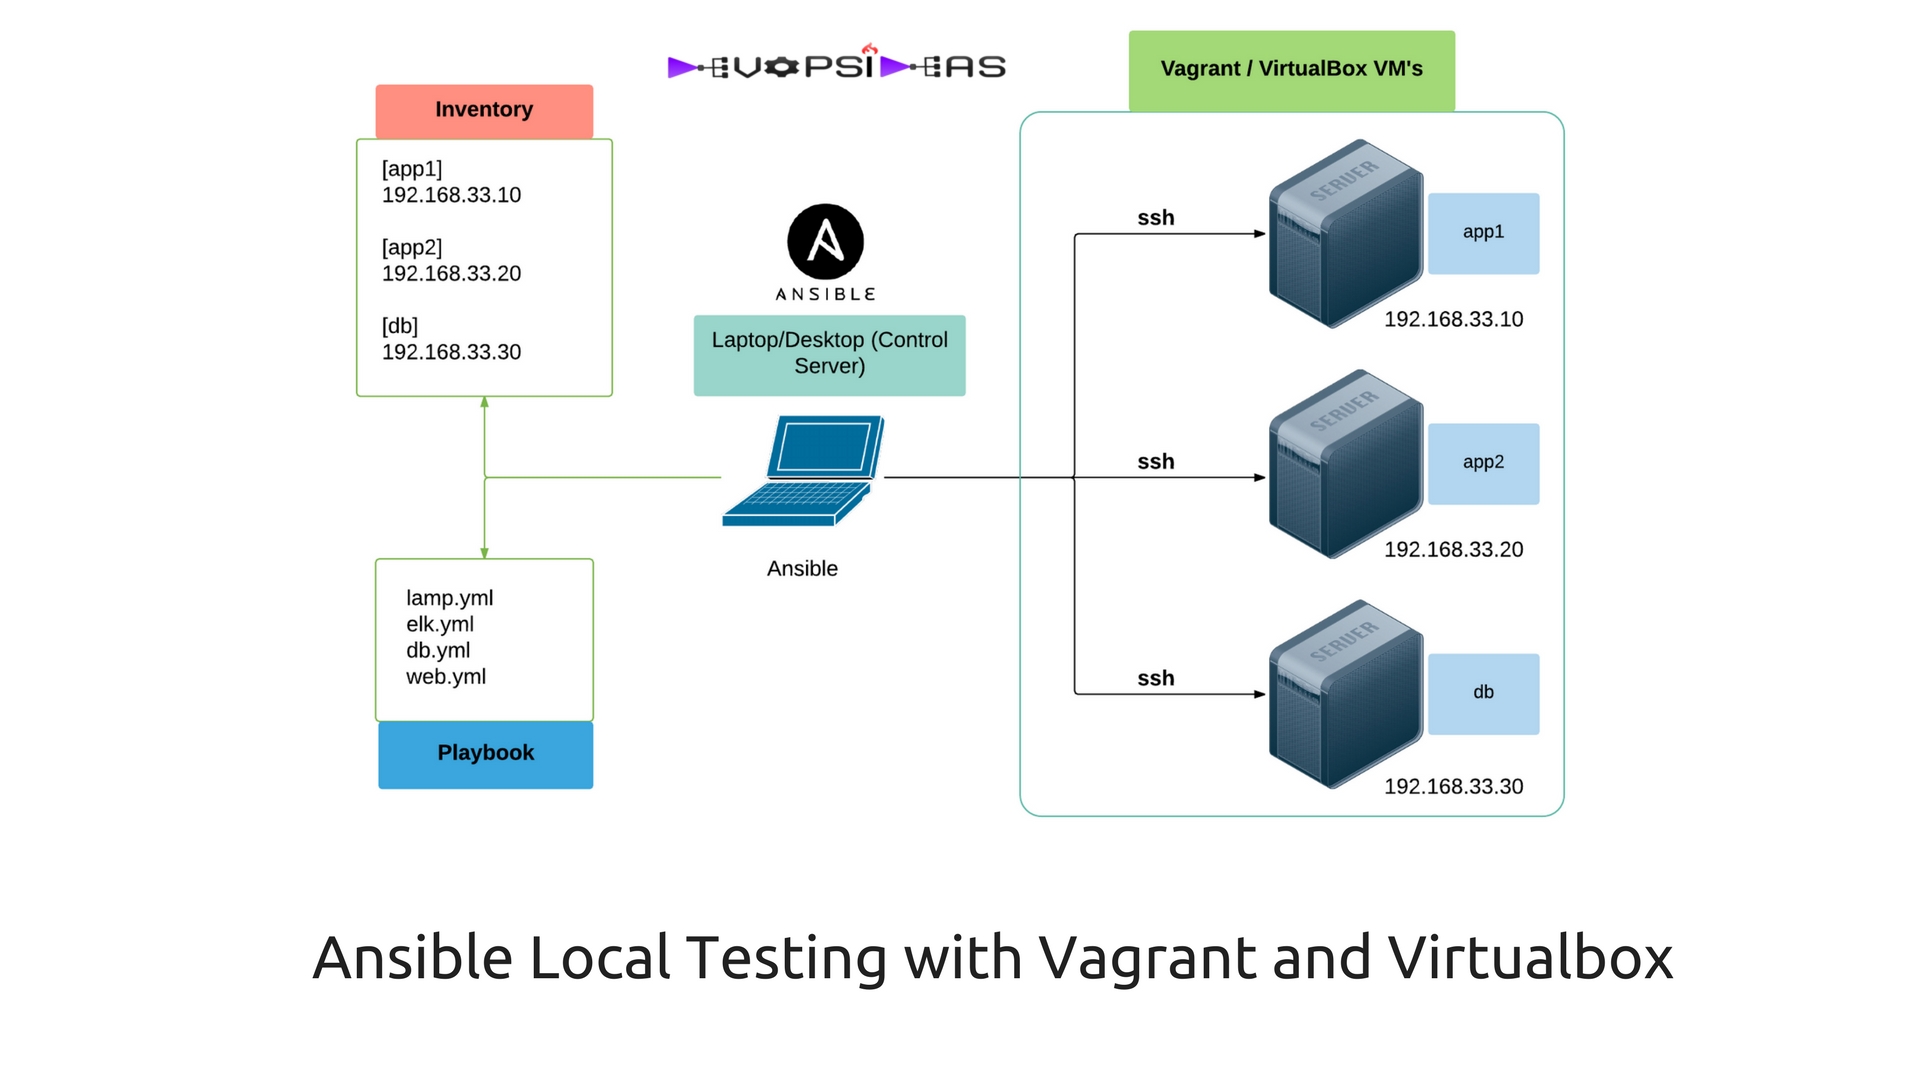 DEVOPSIDEAS
Vagrant / VirtualBox VM's
Inventory
[app1]
192.168.33.10
[app2]
192.168.33.20
[db]
192.168.33.30
ANSIBLE
Laptop/Desktop (Control
Server)
Ansible
lamp.yml
elk.yml
db.yml
web.yml
Playbook
ssh
SERVER
app1
192.168.33.10
ssh
SERVER
app2
192.168.33.20
ssh
SERVER
db
192.168.33.30
Ansible Local Testing with Vagrant and Virtualbox